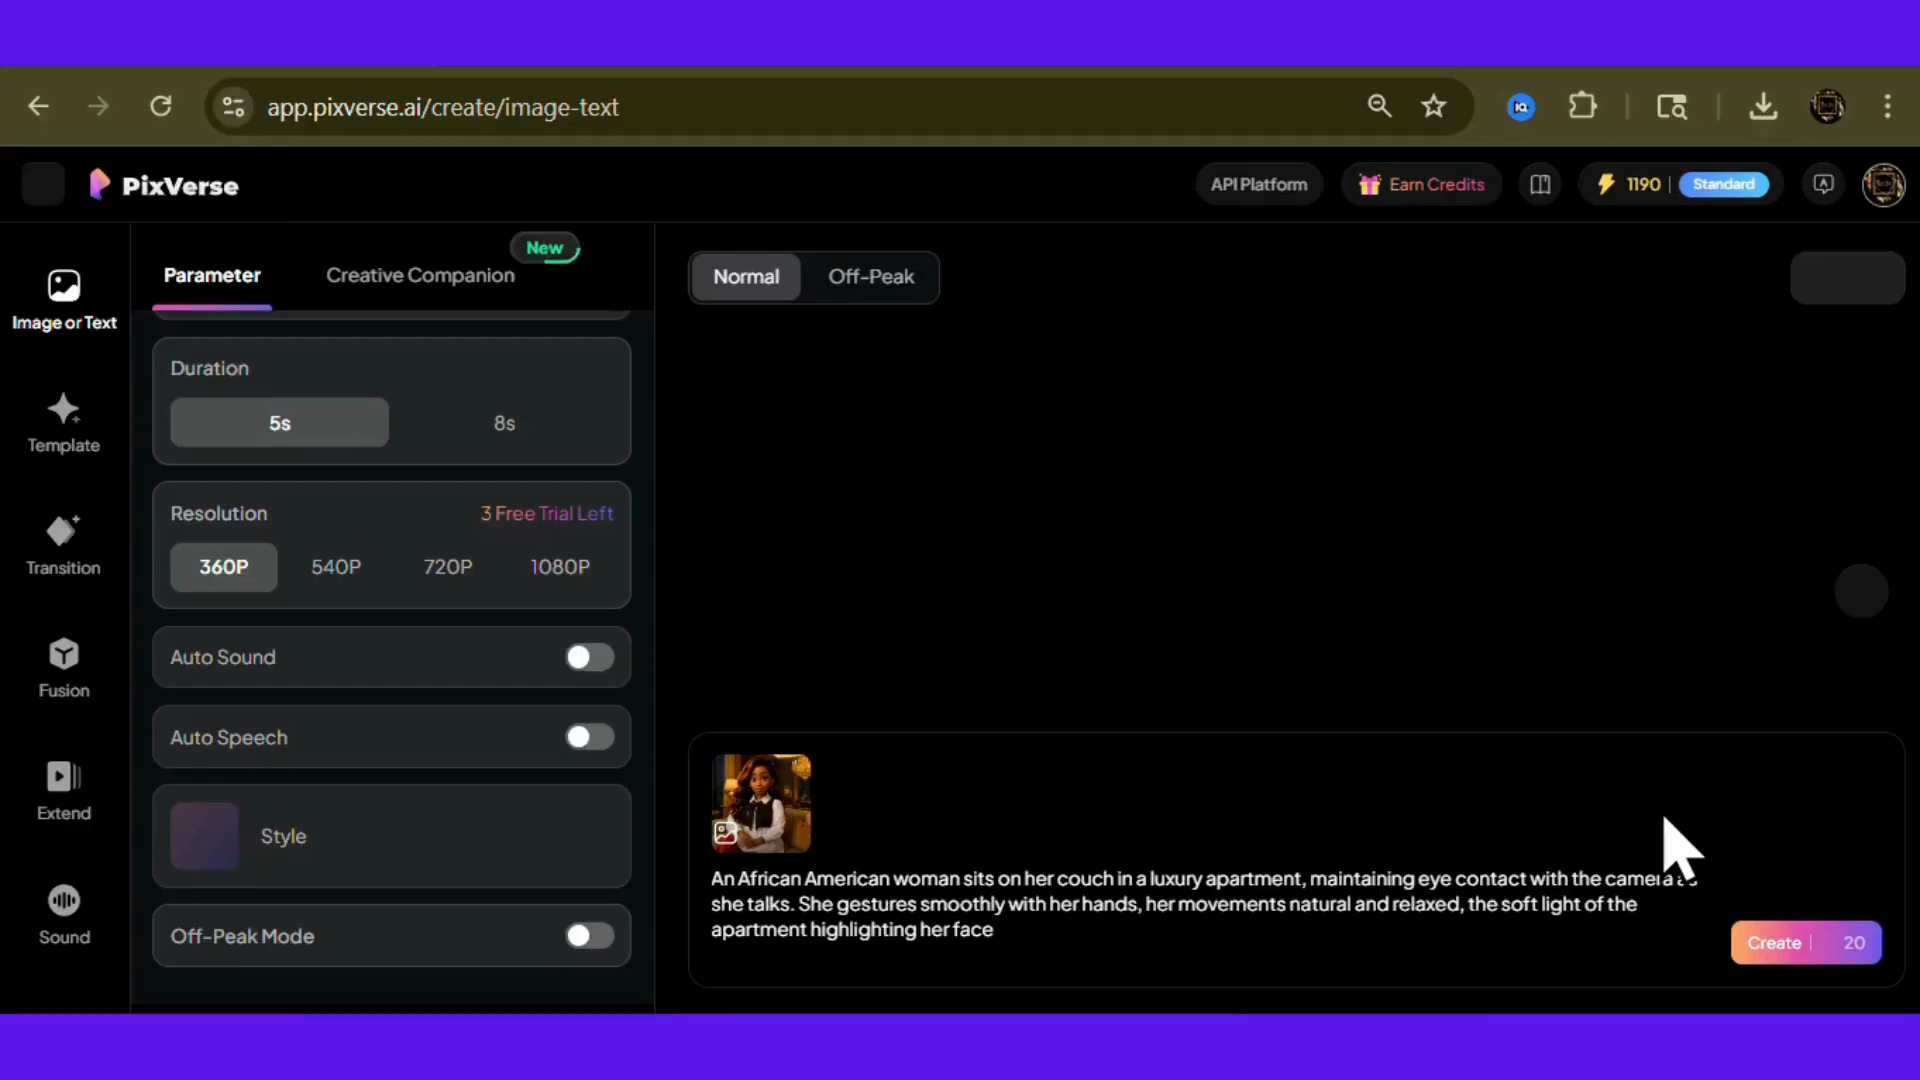 app.pixverse.ai/create/image-text
PixVerse
API Platform
Earn Credits
1190
Standard
Image or Text
Template
Transition
Fusion
Extend
Sound
Parameter
Creative Companion
New
Duration
5s
8s
Resolution
3 Free Trial Left
360P
540P
720P
1080P
Auto Sound
Auto Speech
Style
Off-Peak Mode
Normal
Off-Peak
An African American woman sits on her couch in a luxury apartment, maintaining eye contact with the camera as
she talks. She gestures smoothly with her hands, her movements natural and relaxed, the soft light of the
apartment highlighting her face
Create
20